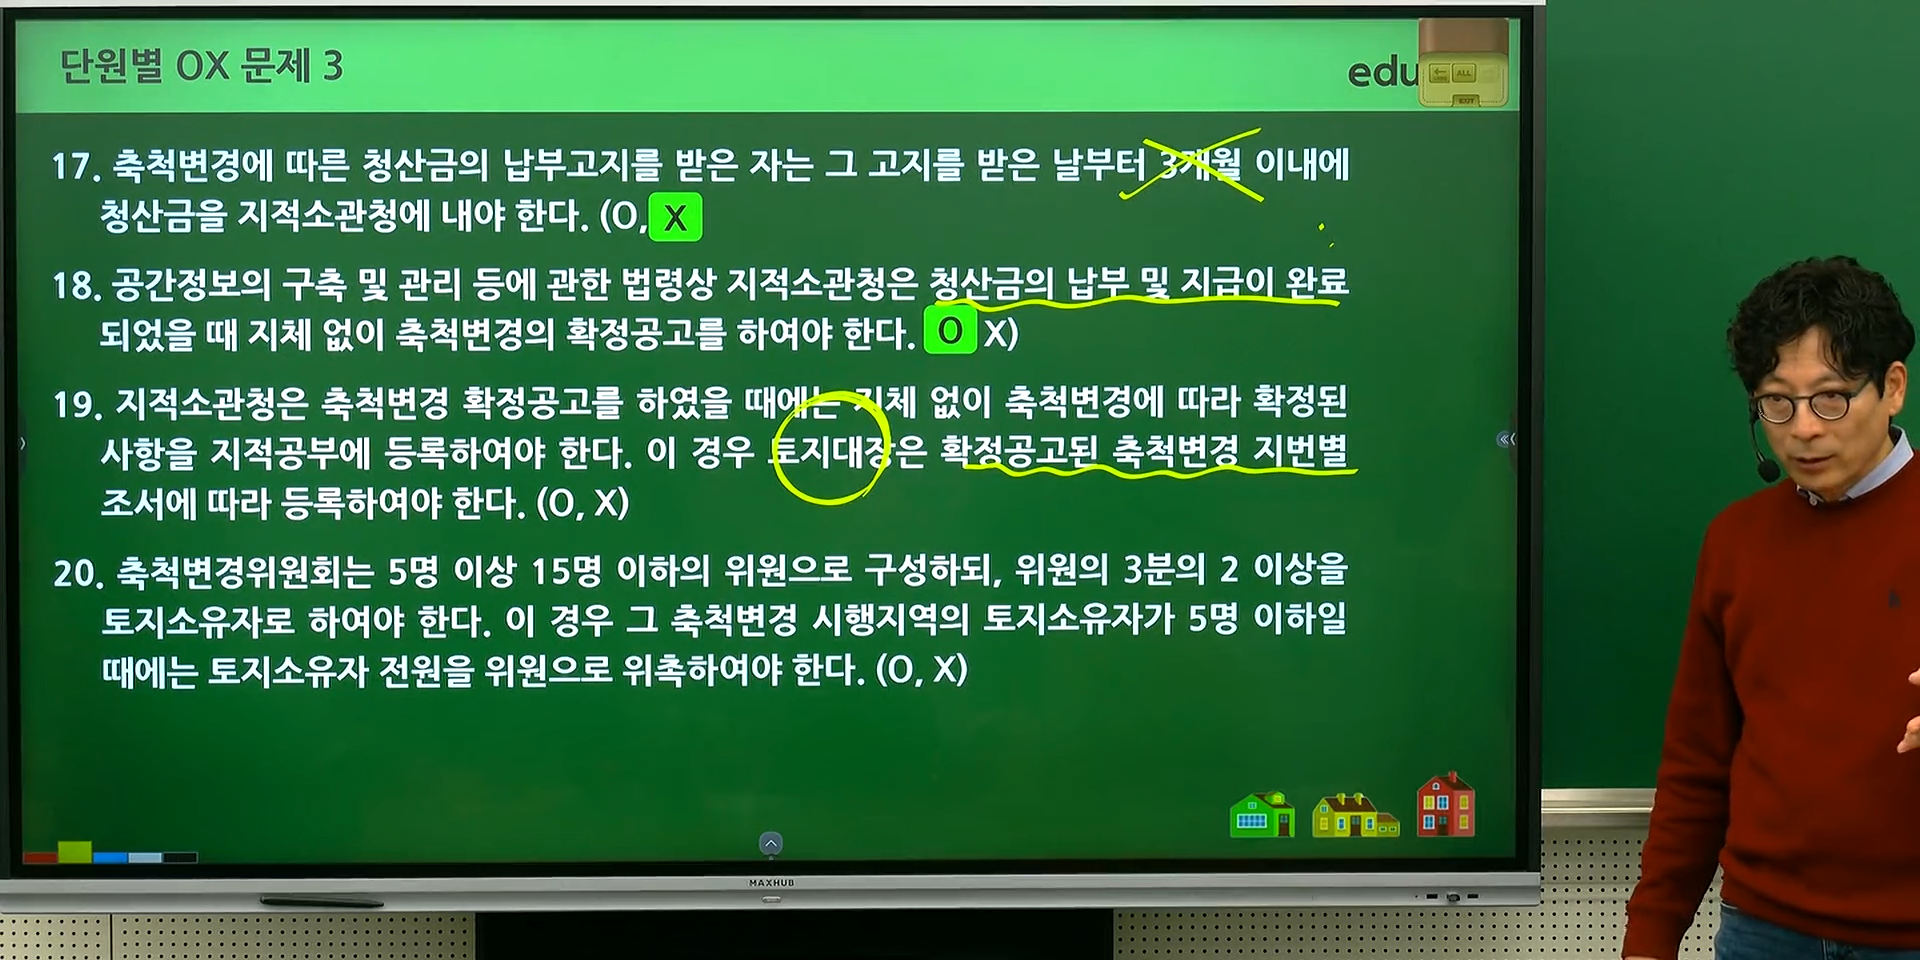 단원별 OX 문제 3
edu
ALL
EXIT
17. 축척변경에 따른 청산금의 납부고지를 받은 자는 그 고지를 받은 날부터 3개월 이내에
청산금을 지적소관청에 내야 한다. (O, X
18. 공간정보의 구축 및 관리 등에 관한 법령상 지적소관청은 청산금의 납부 및 지급이 완료
되었을 때 지체 없이 축척변경의 확정공고를 하여야 한다. O X)
19. 지적소관청은 축척변경 확정공고를 하였을 때에는 지체 없이 축척변경에 따라 확정된
사항을 지적공부에 등록하여야 한다. 이 경우 토지대장은 확정공고된 축척변경 지번별
조서에 따라 등록하여야 한다. (O, X)
20. 축척변경위원회는 5명 이상 15명 이하의 위원으로 구성하되, 위원의 3분의 2 이상을
토지소유자로 하여야 한다. 이 경우 그 축척변경 시행지역의 토지소유자가 5명 이하일
때에는 토지소유자 전원을 위원으로 위촉하여야 한다. (O, X)
MAXHUB